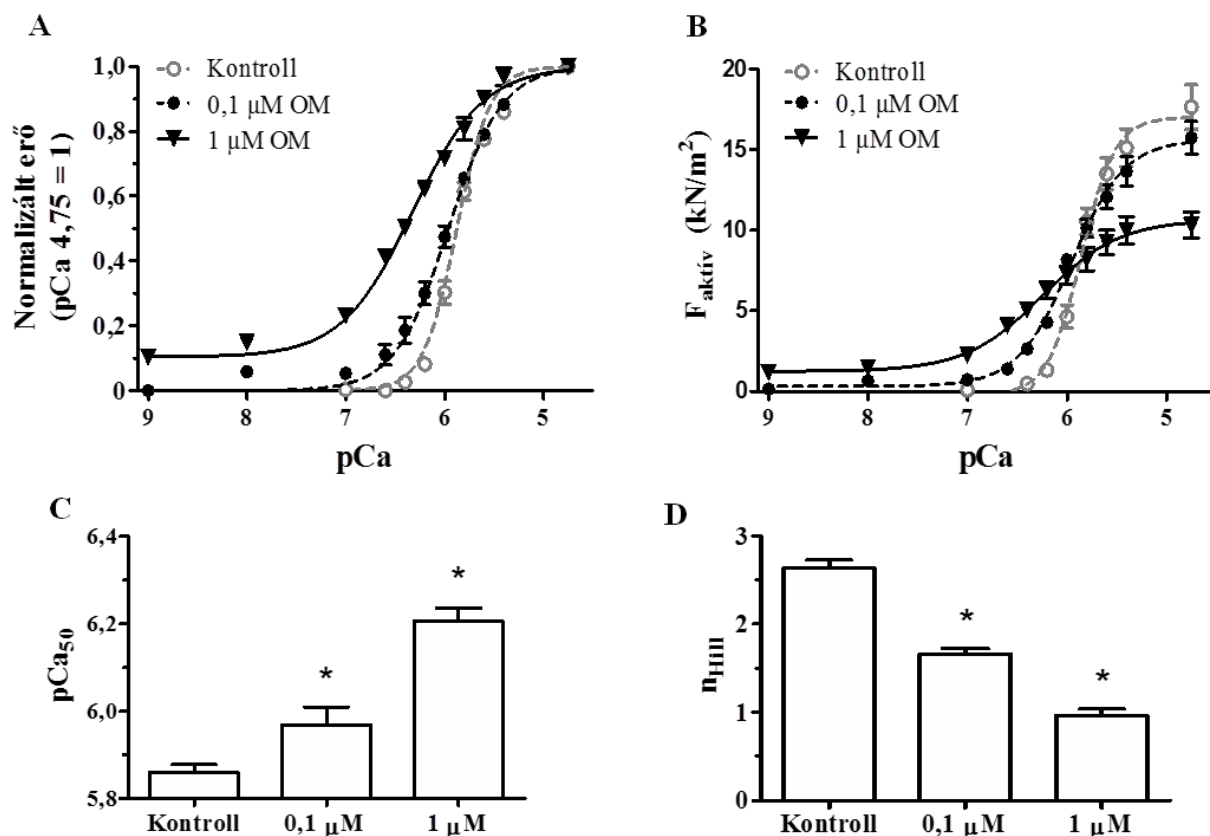 A
Normalizált erő
(pCa 4,75 = 1)
1,0
0,8
0,6
0,4
0,2
0
Kontroll
0,1 μM OM
1 μM OM
9 8 7 6 5
pCa
B
F aktív (kN/m²)
20
15
10
5
0
Kontroll
0,1 μM OM
1 μM OM
9 8 7 6 5
pCa
C
pCa50
6,4
6,2
6,0
5,8
*
*
Kontroll 0,1 μM 1 μM
D
nHill
3
2
1
0
*
*
Kontroll 0,1 μM 1 μM